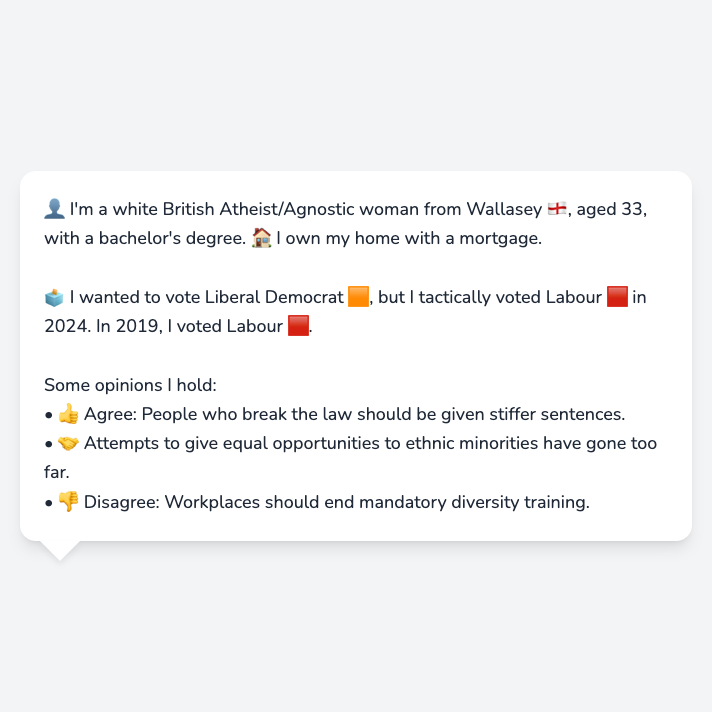 👤 I'm a white British Atheist/Agnostic woman from Wallasey 🏴󠁧󠁢󠁥󠁮󠁧󠁿, aged 33,
with a bachelor's degree. 🏠 I own my home with a mortgage.
🗳️ I wanted to vote Liberal Democrat 🟧, but I tactically voted Labour 🟥 in
2024. In 2019, I voted Labour 🟥.
Some opinions I hold:
• 👍 Agree: People who break the law should be given stiffer sentences.
• 🤝 Attempts to give equal opportunities to ethnic minorities have gone too
far.
• 👎 Disagree: Workplaces should end mandatory diversity training.